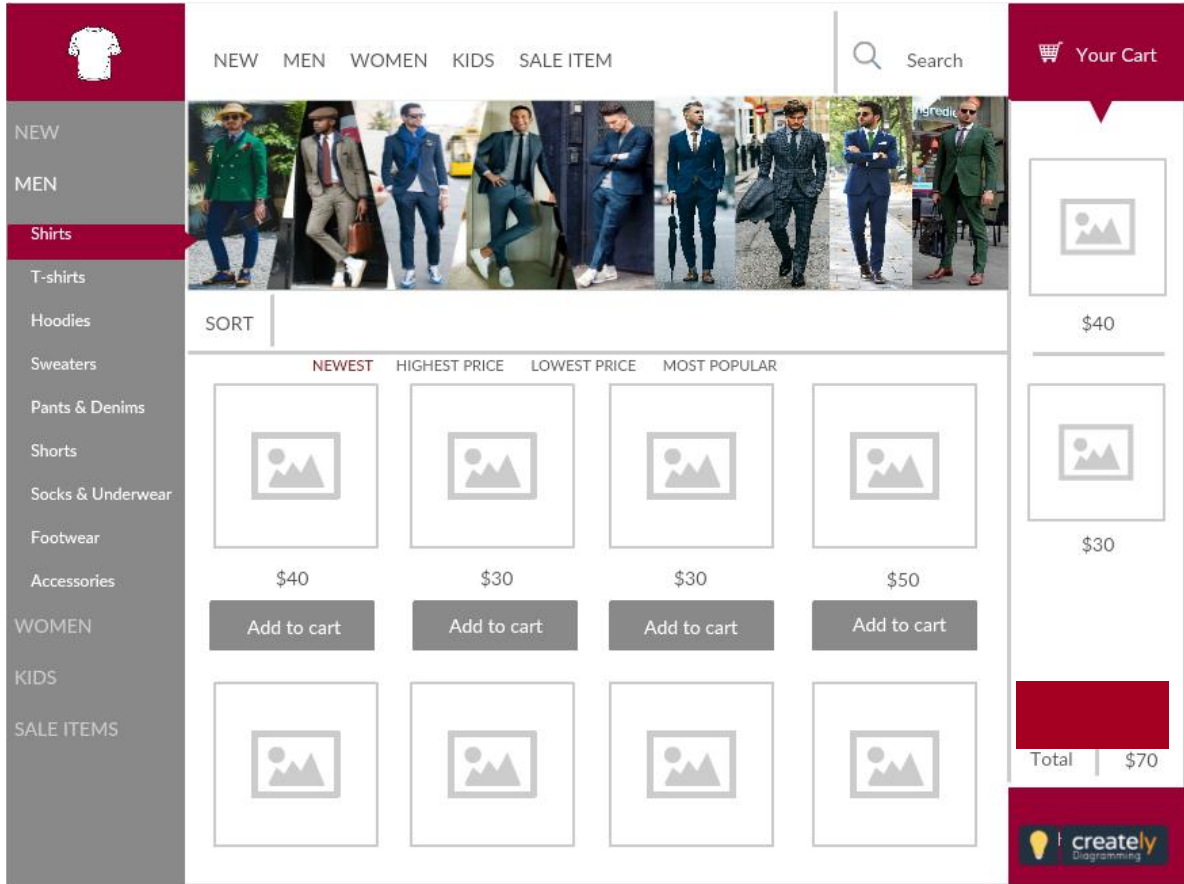 NEW MEN WOMEN KIDS SALE ITEM
Search
Your Cart
NEW
MEN
Shirts
T-shirts
Hoodies
Sweaters
Pants & Denims
Shorts
Socks & Underwear
Footwear
Accessories
WOMEN
KIDS
SALE ITEMS
SORT
NEWEST HIGHEST PRICE LOWEST PRICE MOST POPULAR
$40 $30 $30 $50
Add to cart Add to cart Add to cart Add to cart
$40
$30
Total $70
creately
Diagramming